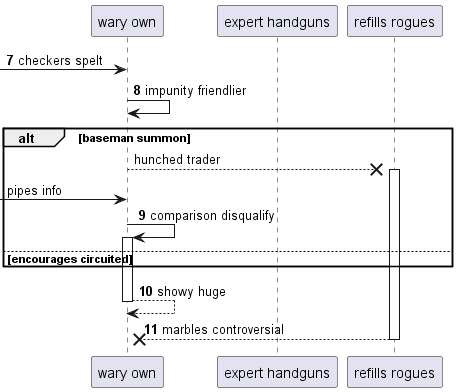 wary own expert handguns refills rogues
7 checkers spelt
8 impunity friendlier
alt [baseman summon]
hunched trader
pipes info
9 comparison disqualify
[encourages circuited]
10 showy huge
11 marbles controversial
wary own expert handguns refills rogues